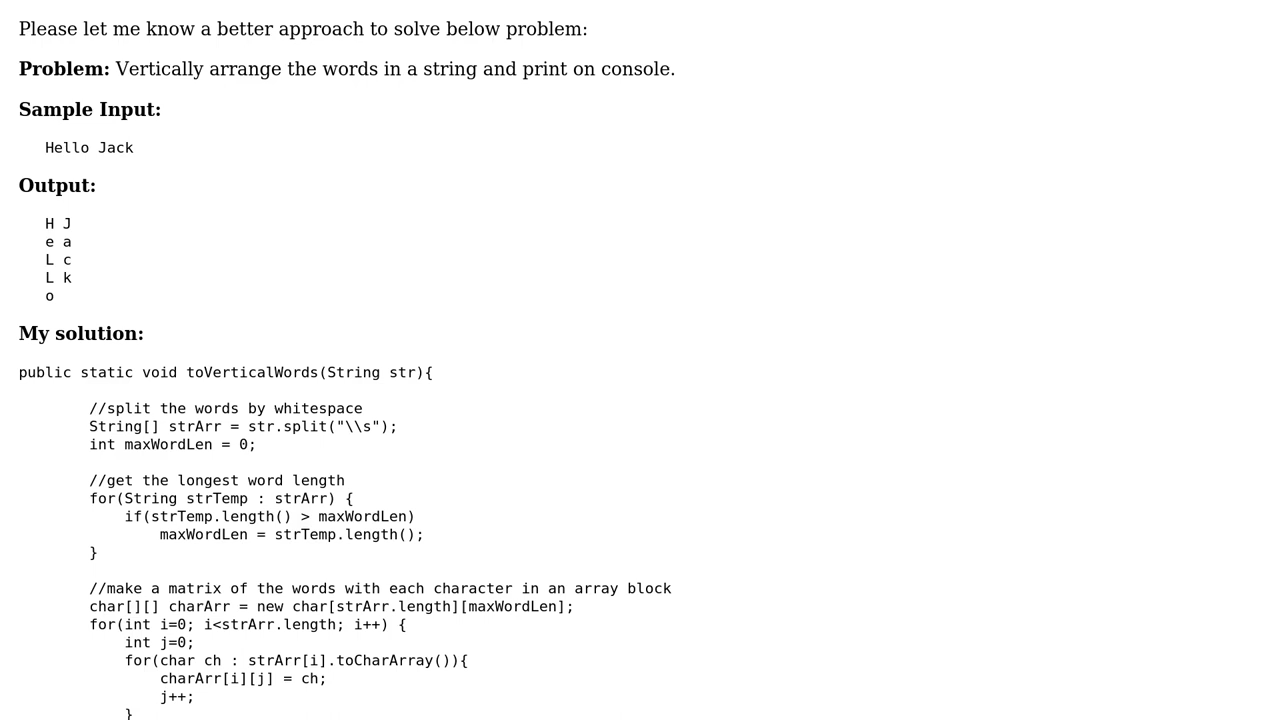 Please let me know a better approach to solve below problem:
Problem: Vertically arrange the words in a string and print on console.
Sample Input:
   Hello Jack
Output:
   H J
   e a
   L c
   L k
   o
My solution:
public static void toVerticalWords(String str){
        //split the words by whitespace
        String[] strArr = str.split("\\s");
        int maxWordLen = 0;
        //get the longest word length
        for(String strTemp : strArr) {
            if(strTemp.length() > maxWordLen)
                maxWordLen = strTemp.length();
        }
        //make a matrix of the words with each character in an array block
        char[][] charArr = new char[strArr.length][maxWordLen];
        for(int i=0; i<strArr.length; i++) {
            int j=0;
            for(char ch : strArr[i].toCharArray()){
                charArr[i][j] = ch;
                j++;
            }